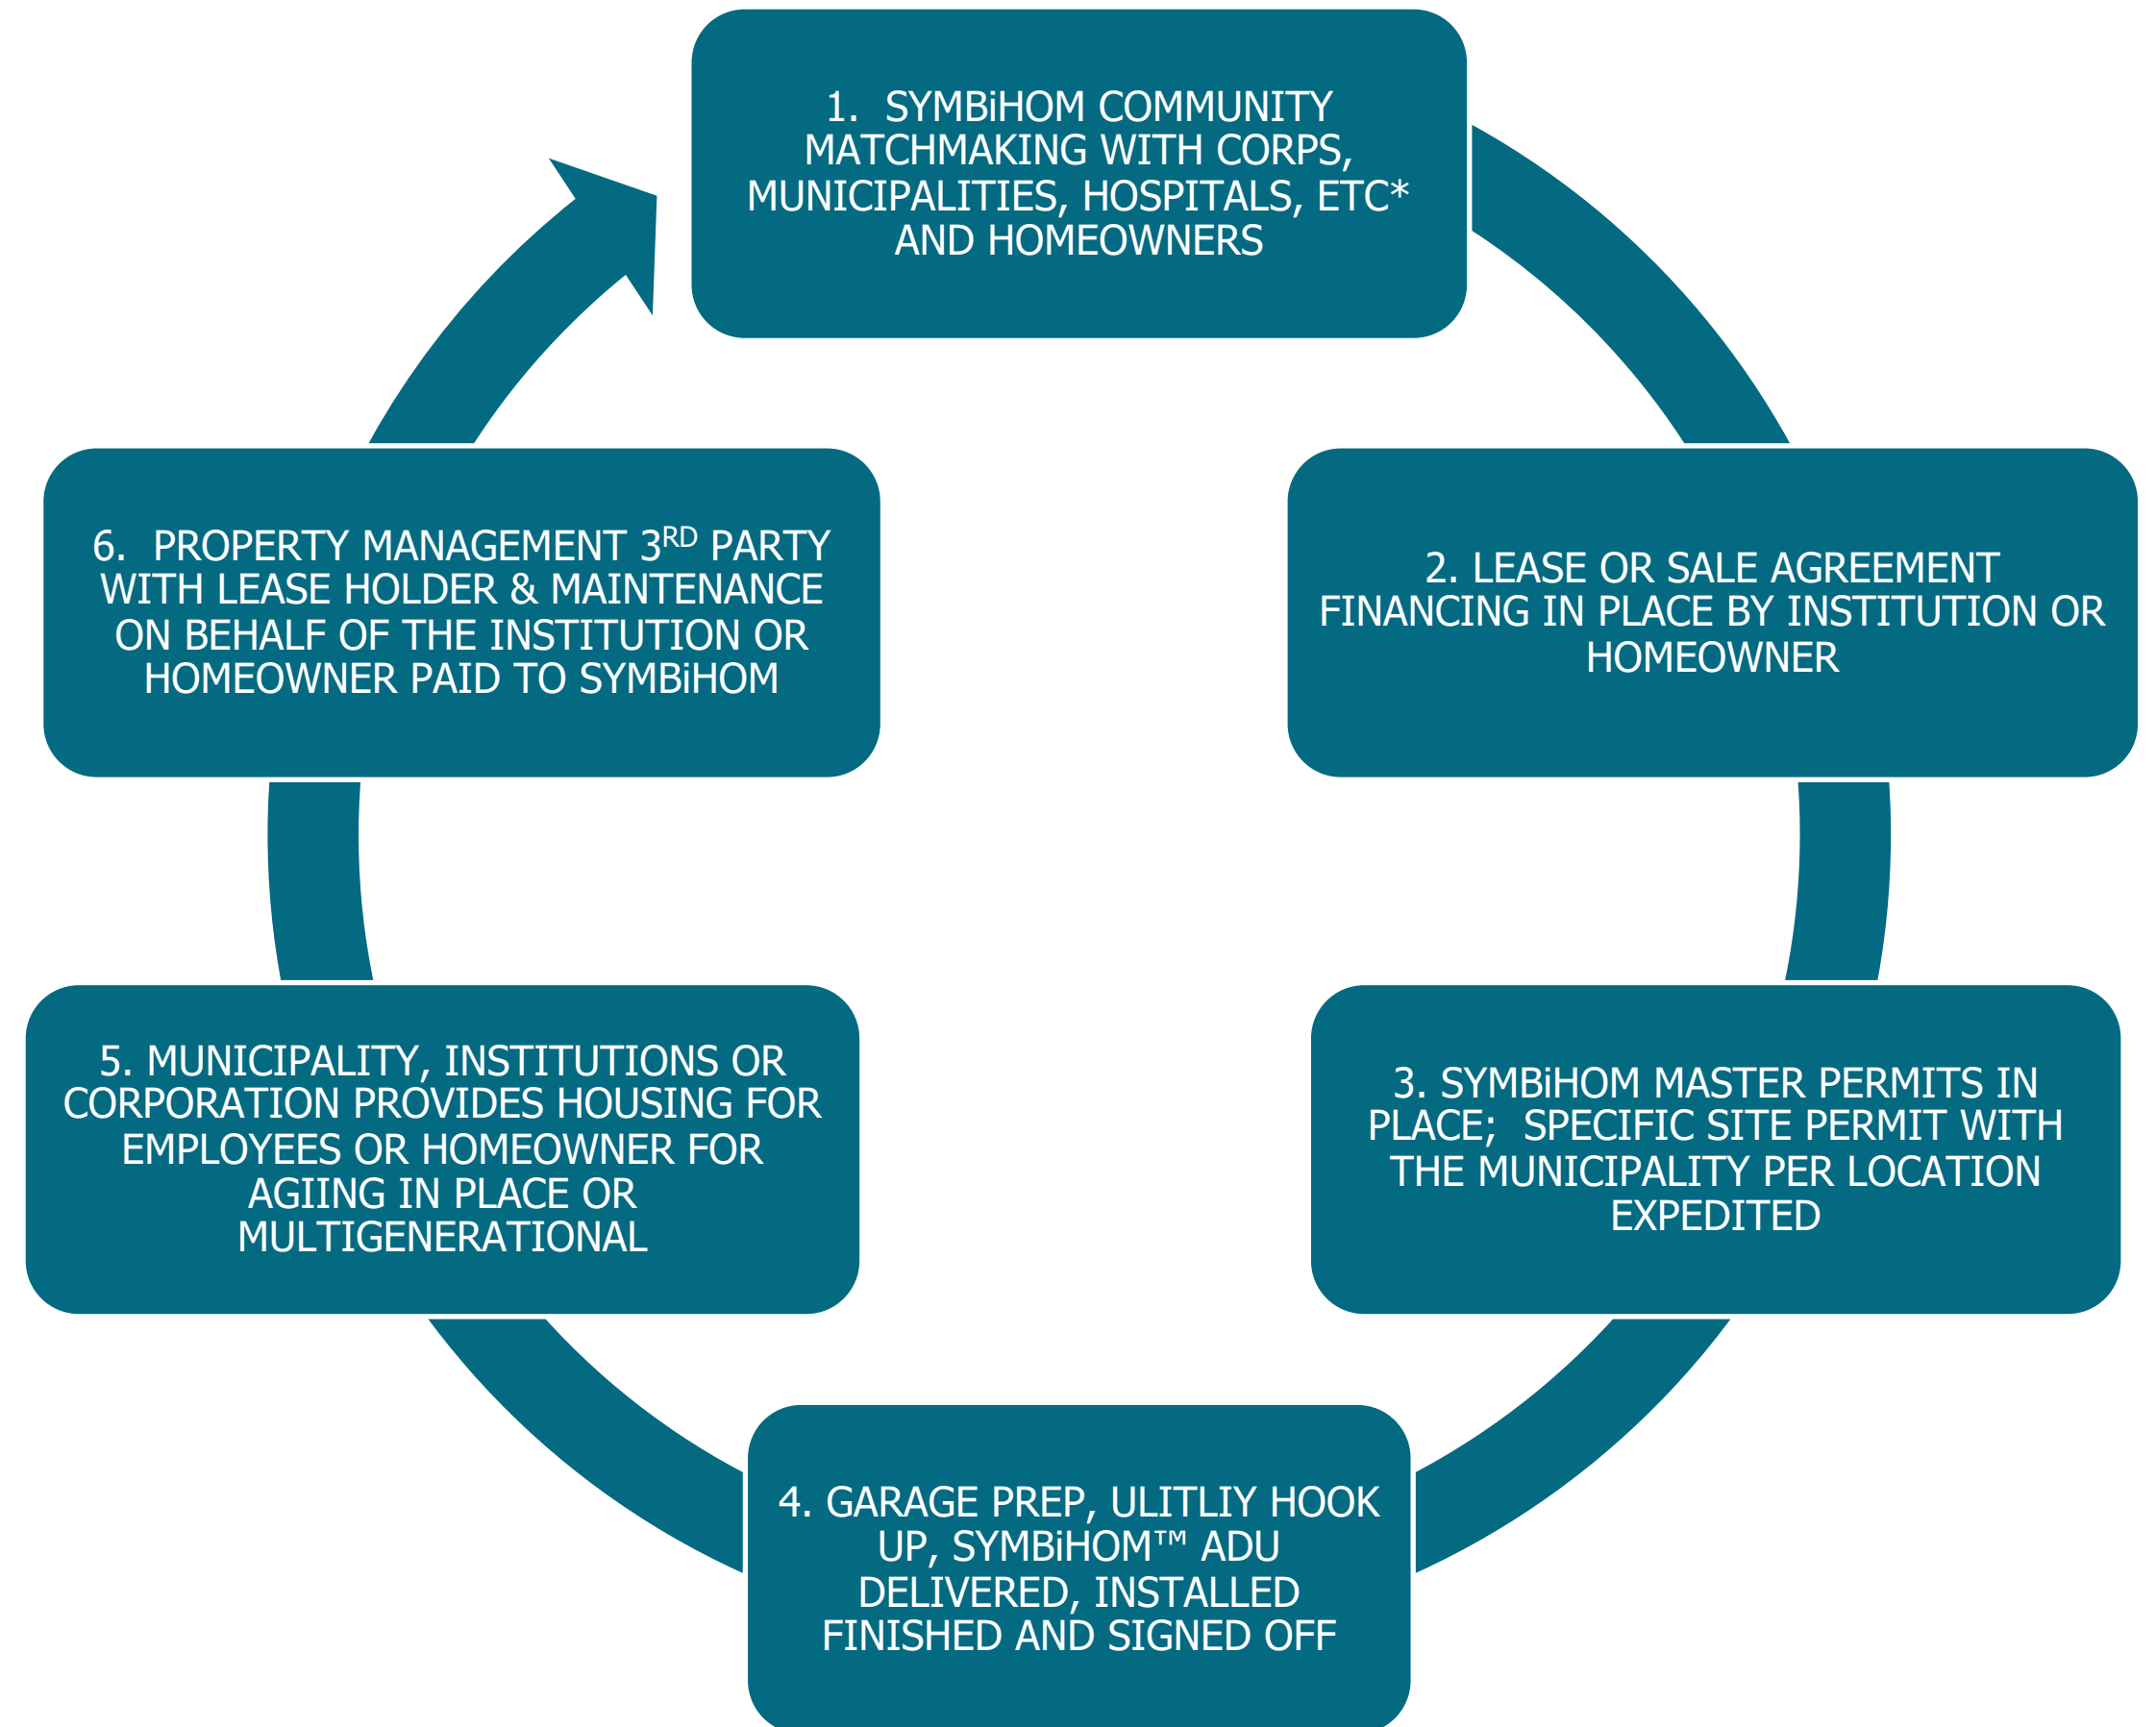 1.  SYMBiHOM COMMUNITY
MATCHMAKING WITH CORPS,
MUNICIPALITIES, HOSPITALS, ETC*
AND HOMEOWNERS
2. LEASE OR SALE AGREEMENT
FINANCING IN PLACE BY INSTITUTION OR
HOMEOWNER
3. SYMBiHOM MASTER PERMITS IN
PLACE;  SPECIFIC SITE PERMIT WITH
THE MUNICIPALITY PER LOCATION
EXPEDITED
4. GARAGE PREP, ULITLIY HOOK
UP, SYMBiHOM™ ADU
DELIVERED, INSTALLED
FINISHED AND SIGNED OFF
5. MUNICIPALITY, INSTITUTIONS OR
CORPORATION PROVIDES HOUSING FOR
EMPLOYEES OR HOMEOWNER FOR
AGIING IN PLACE OR
MULTIGENERATIONAL
6.  PROPERTY MANAGEMENT 3RD PARTY
WITH LEASE HOLDER & MAINTENANCE
ON BEHALF OF THE INSTITUTION OR
HOMEOWNER PAID TO SYMBiHOM